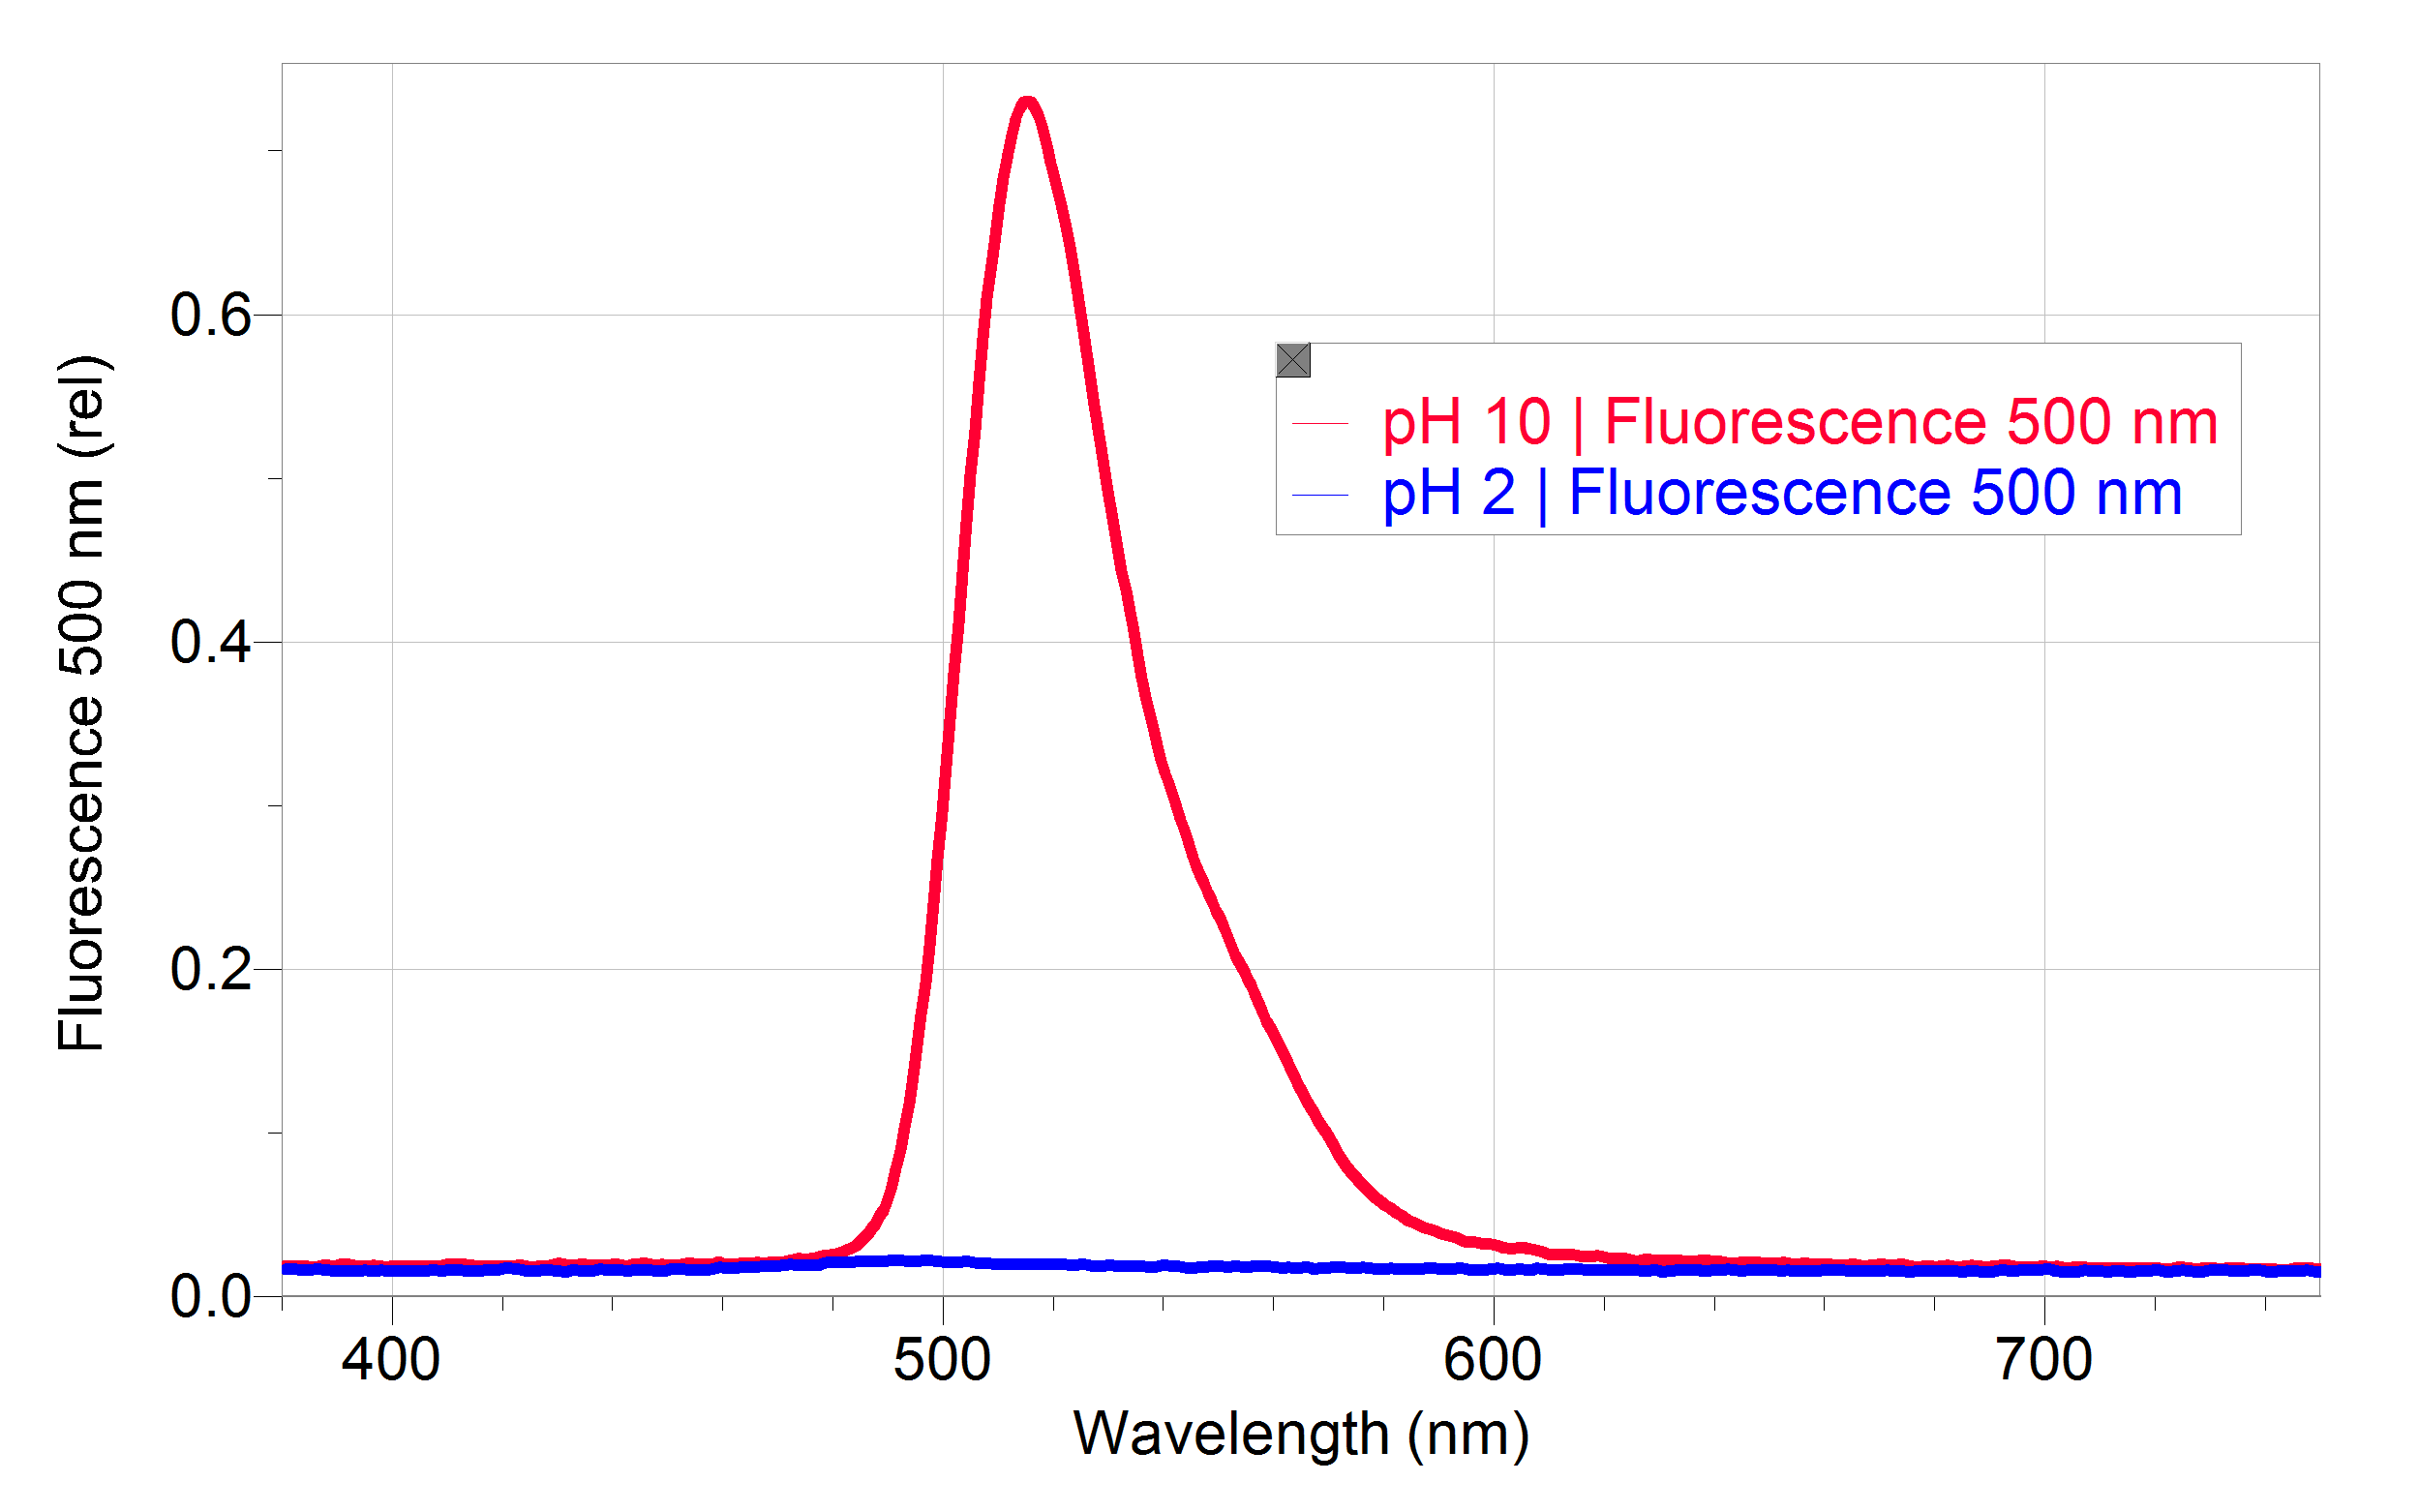 Fluorescence 500 nm (rel)
0.6
0.4
0.2
0.0
pH 10 | Fluorescence 500 nm
pH 2 | Fluorescence 500 nm
400 500 600 700
Wavelength (nm)